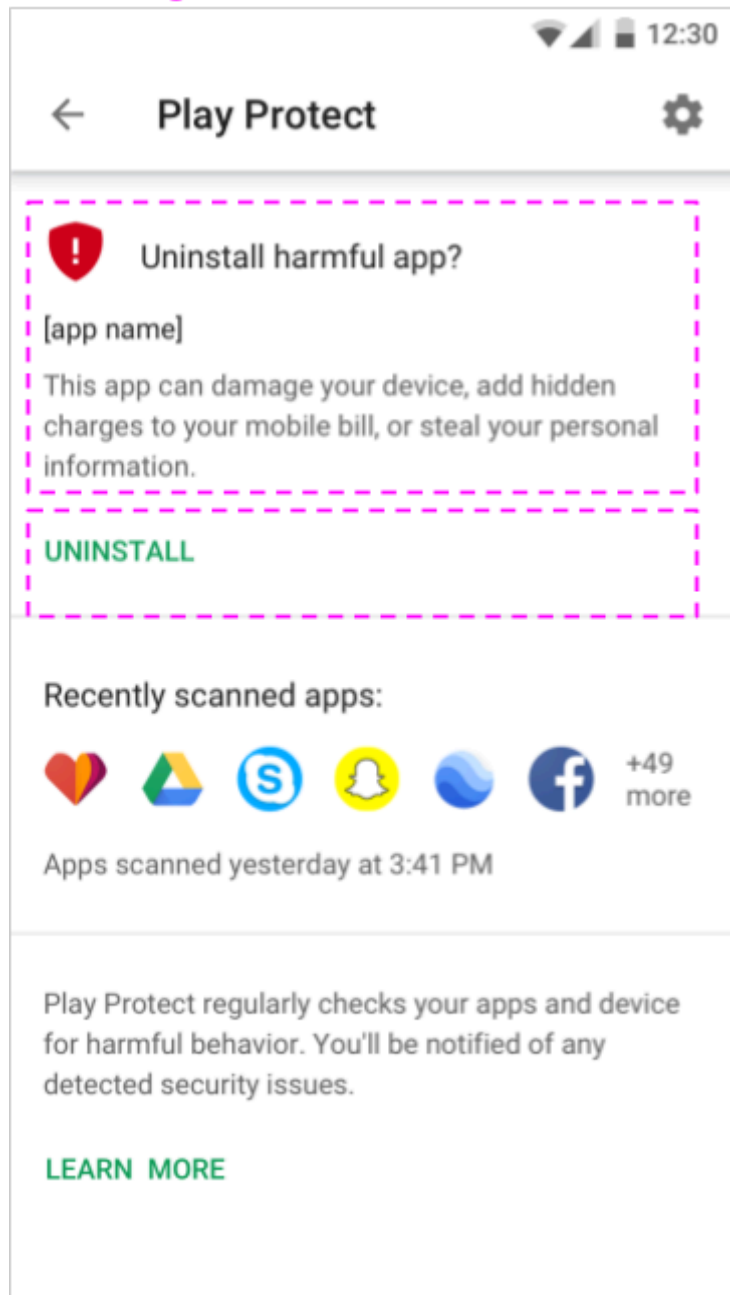 12:30
Play Protect
Uninstall harmful app?
[app name]
This app can damage your device, add hidden
charges to your mobile bill, or steal your personal
information.
UNINSTALL
Recently scanned apps:
+49
more
Apps scanned yesterday at 3:41 PM
Play Protect regularly checks your apps and device
for harmful behavior. You'll be notified of any
detected security issues.
LEARN MORE